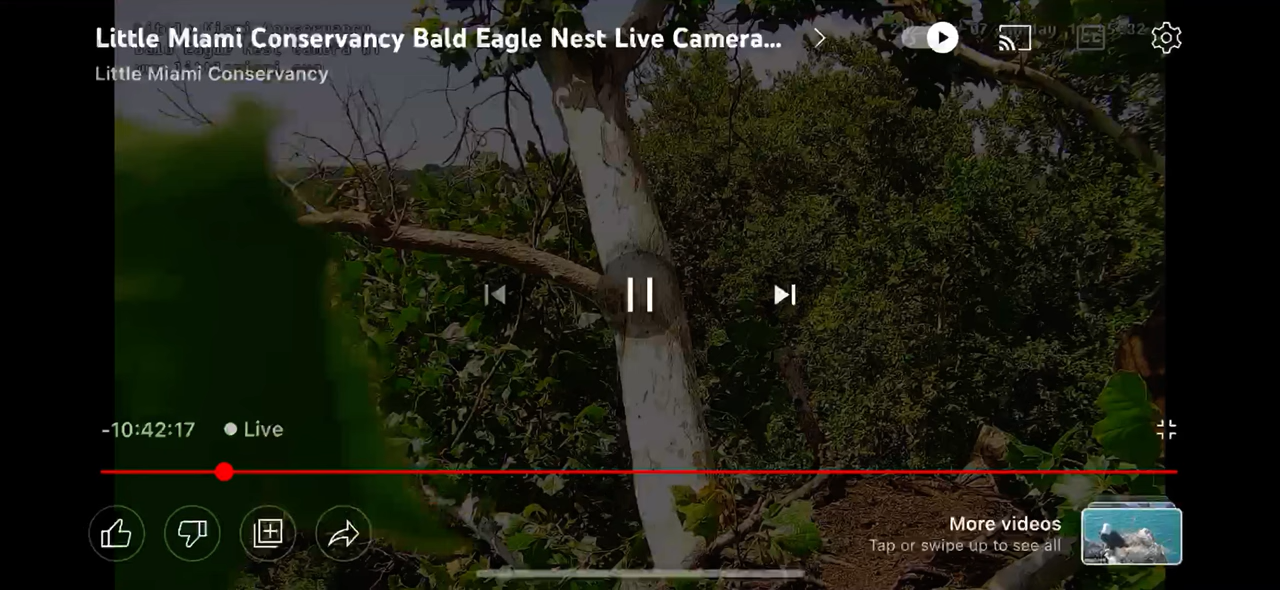 Little Miami Conservancy Bald Eagle Nest Live Camera...
Little Miami Conservancy
-10:42:17
Live
More videos
Tap or swipe up to see all